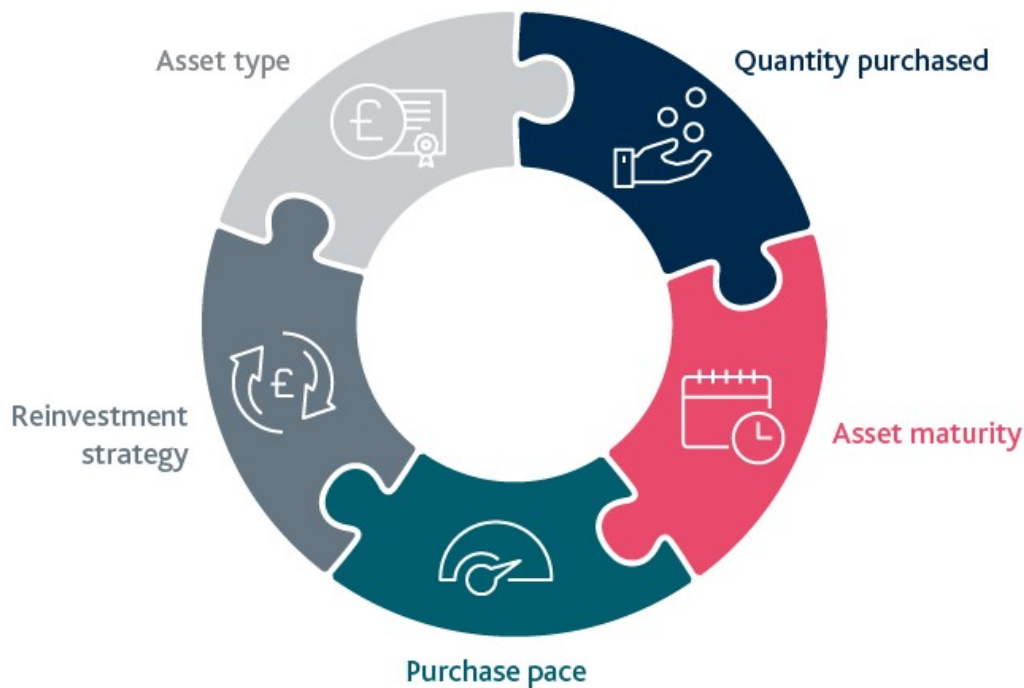 Asset type
Quantity purchased
£
£
Reinvestment
strategy
Asset maturity
Purchase pace